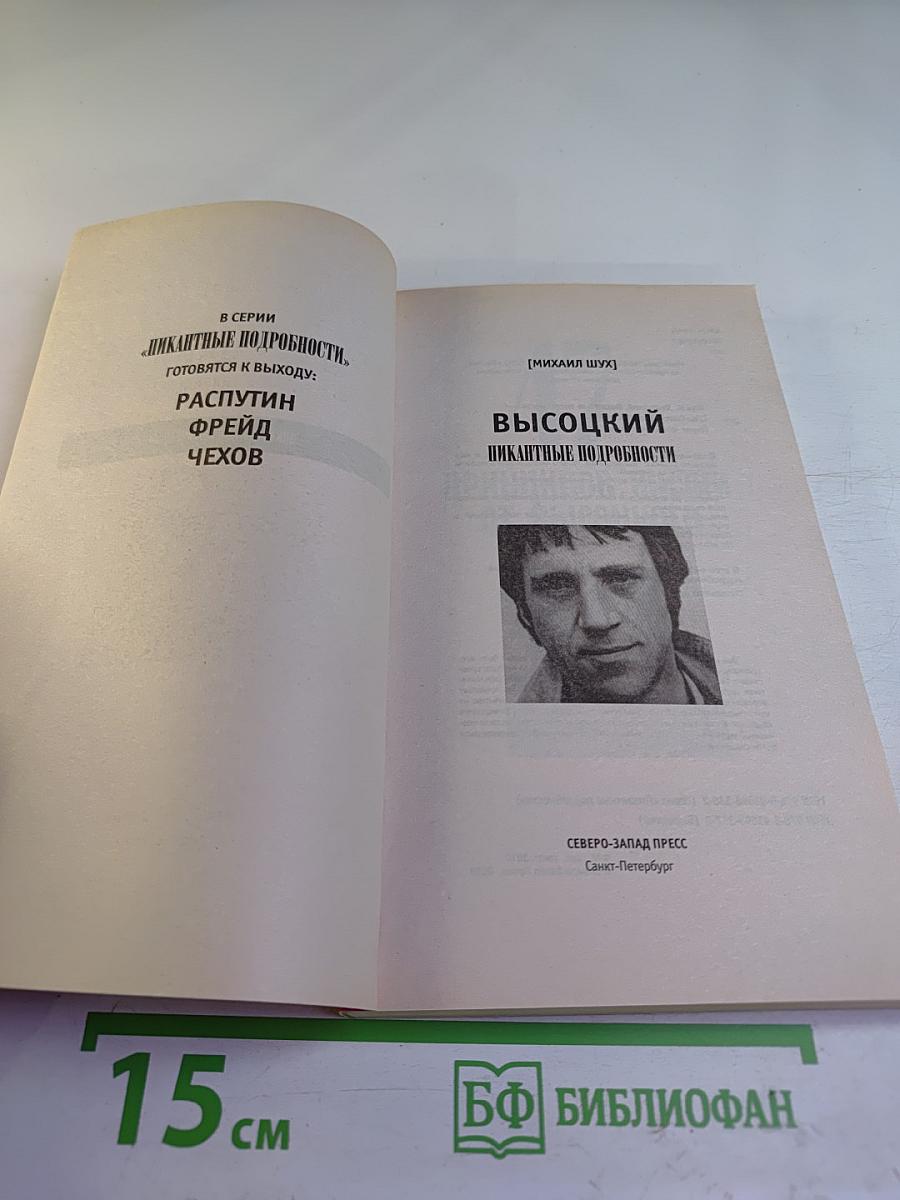 В СЕРИИ
«ПИКАНТНЫЕ ПОДРОБНОСТИ»
ГОТОВЯТСЯ К ВЫХОДУ:
РАСПУТИН
ФРЕЙД
ЧЕХОВ
[МИХАИЛ ШУХ]
ВЫСОЦКИЙ
ПИКАНТНЫЕ ПОДРОБНОСТИ
СЕВЕРО-ЗАПАД ПРЕСС
Санкт-Петербург
15 см
БФ БИБЛИОФАН